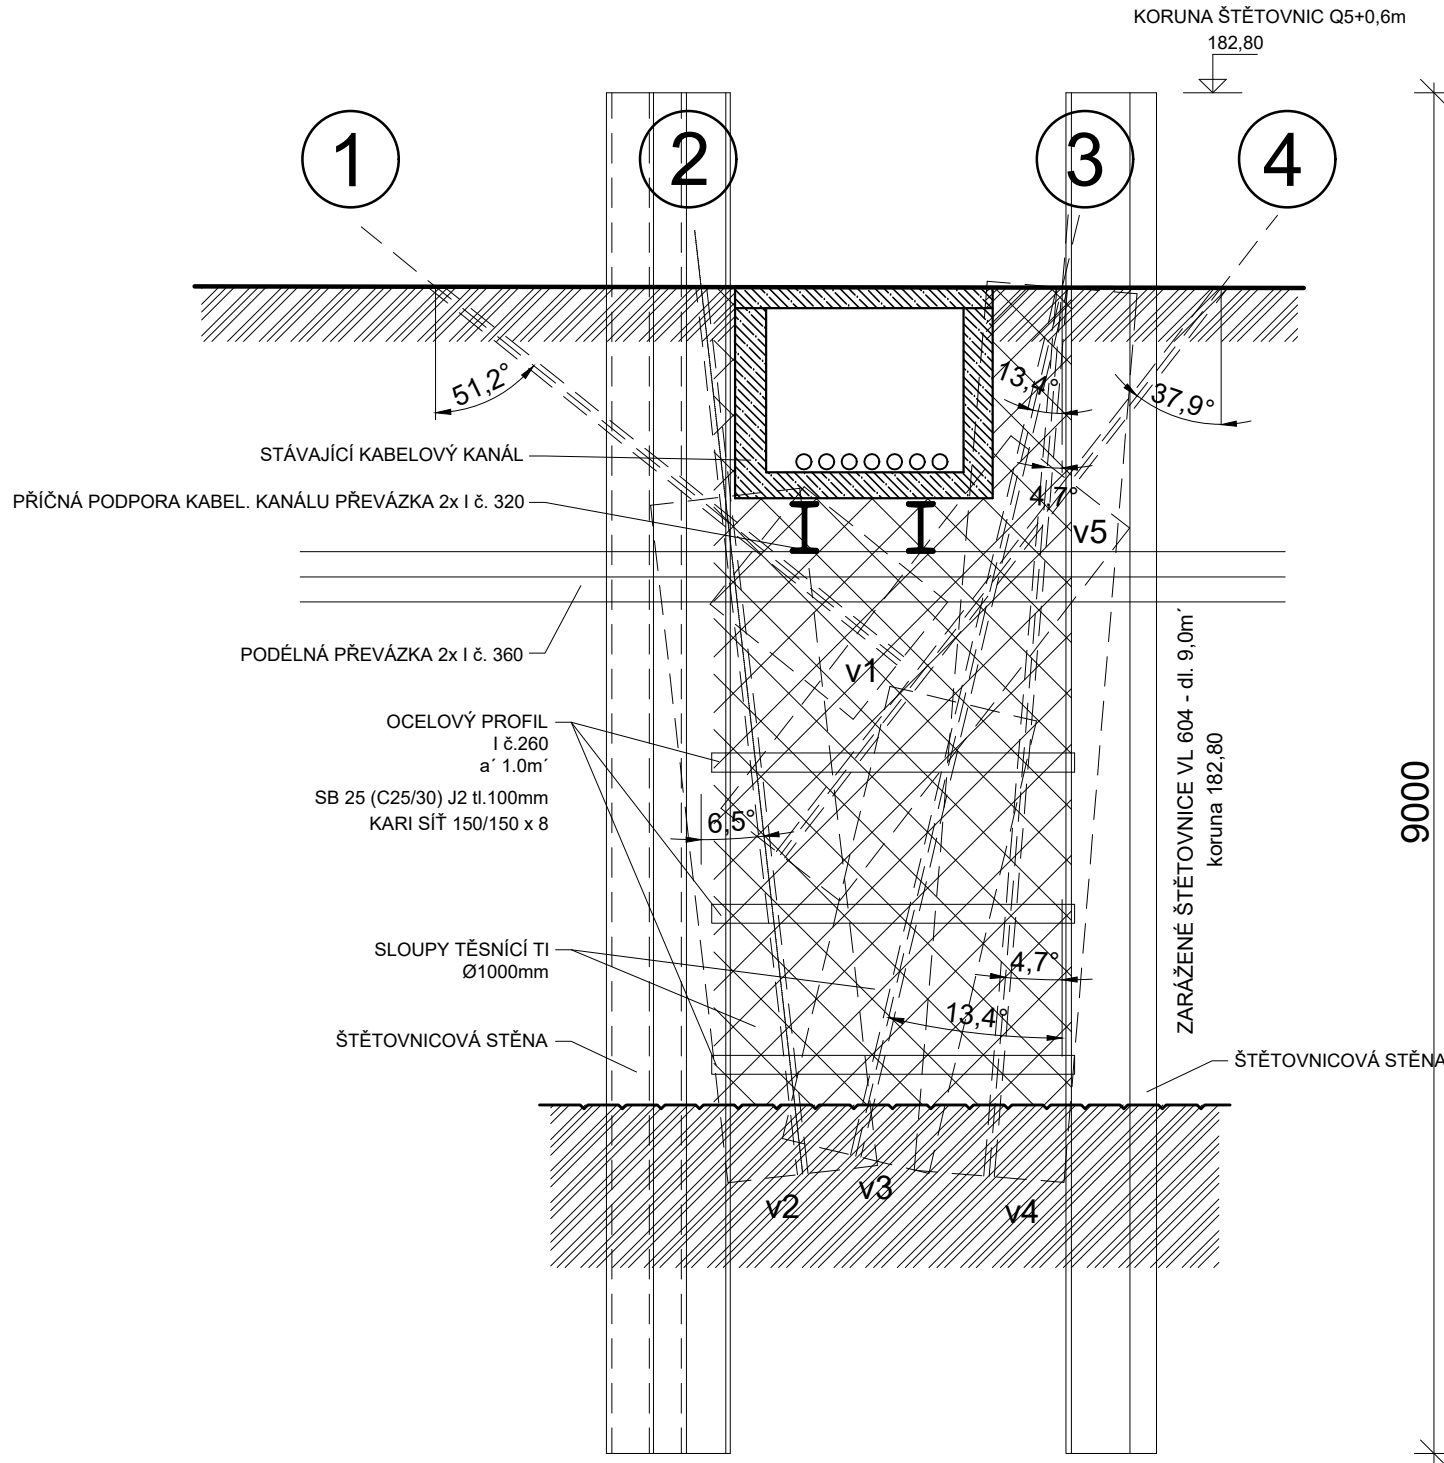 KORUNA ŠTĚTOVNIC Q5+0,6m
182,80
1
2
3
4
51,2°
13,4°
37,9°
STÁVAJÍCÍ KABELOVÝ KANÁL
PŘÍČNÁ PODPORA KABEL. KANÁLU PŘEVÁZKA 2x I č. 320
4,7°
v5
PODÉLNÁ PŘEVÁZKA 2x I č. 360
v1
OCELOVÝ PROFIL
I č.260
a´ 1.0m´
SB 25 (C25/30) J2 tl.100mm
KARI SÍŤ 150/150 x 8
6,5°
ZARÁŽENÉ ŠTĚTOVNICE VL 604 - dl. 9,0m´
koruna 182,80
9000
SLOUPY TĚSNÍCÍ TI
Ø1000mm
4,7°
13,4°
ŠTĚTOVNICOVÁ STĚNA
ŠTĚTOVNICOVÁ STĚNA
v2
v3
v4